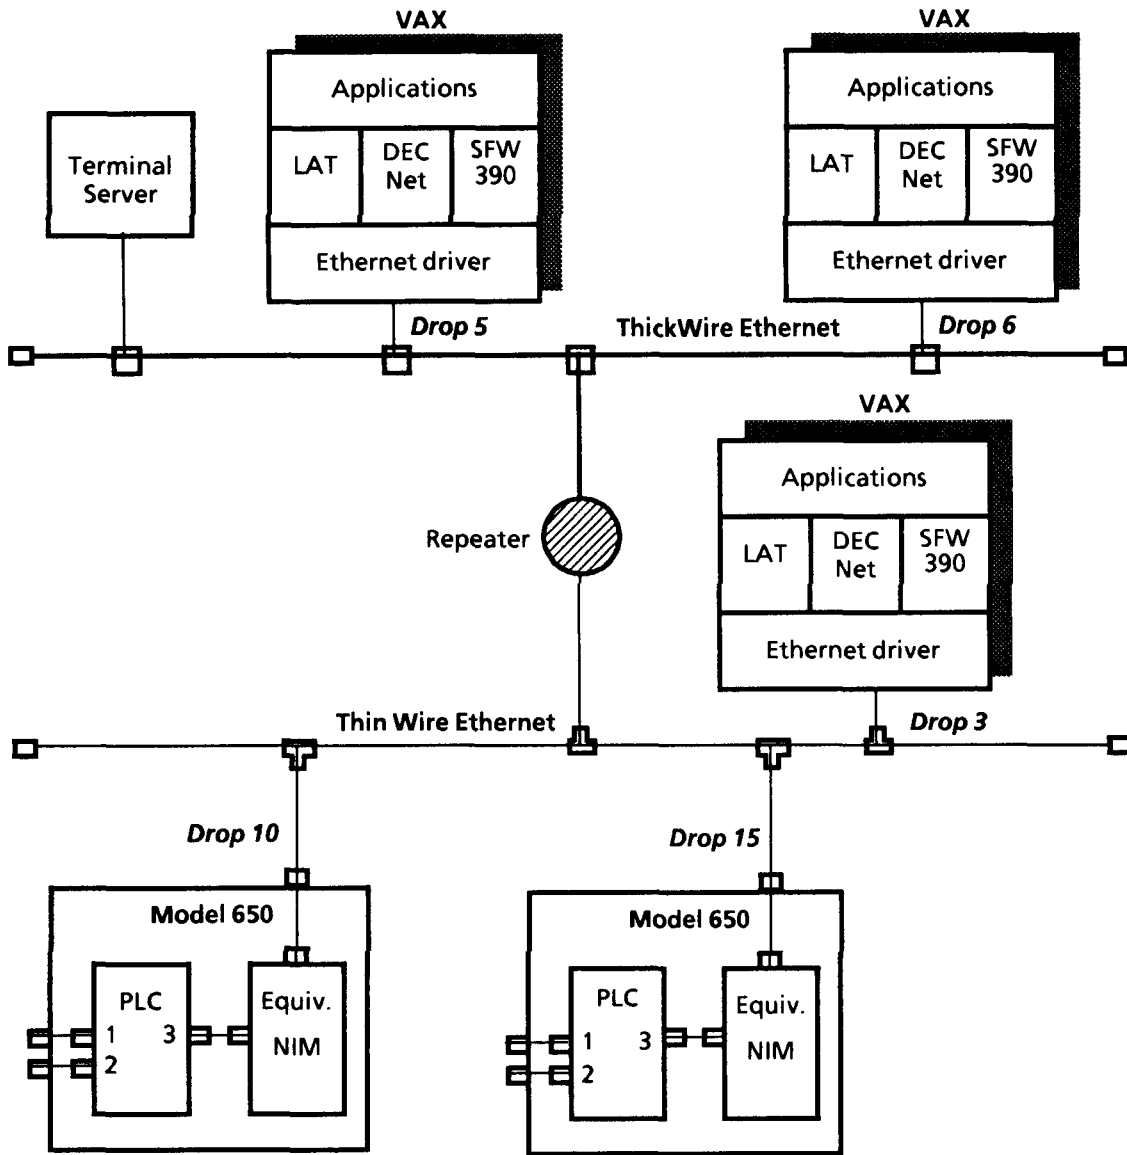 VAX
Applications
LAT
DEC
Net
SFW
390
Ethernet driver
VAX
Applications
LAT
DEC
Net
SFW
390
Ethernet driver
Terminal
Server
Drop 5
ThickWire Ethernet
Drop 6
VAX
Applications
LAT
DEC
Net
SFW
390
Ethernet driver
Repeater
Thin Wire Ethernet
Drop 3
Drop 10
Drop 15
Model 650
PLC
1
2
3
Equiv.
NIM
Model 650
PLC
1
2
3
Equiv.
NIM